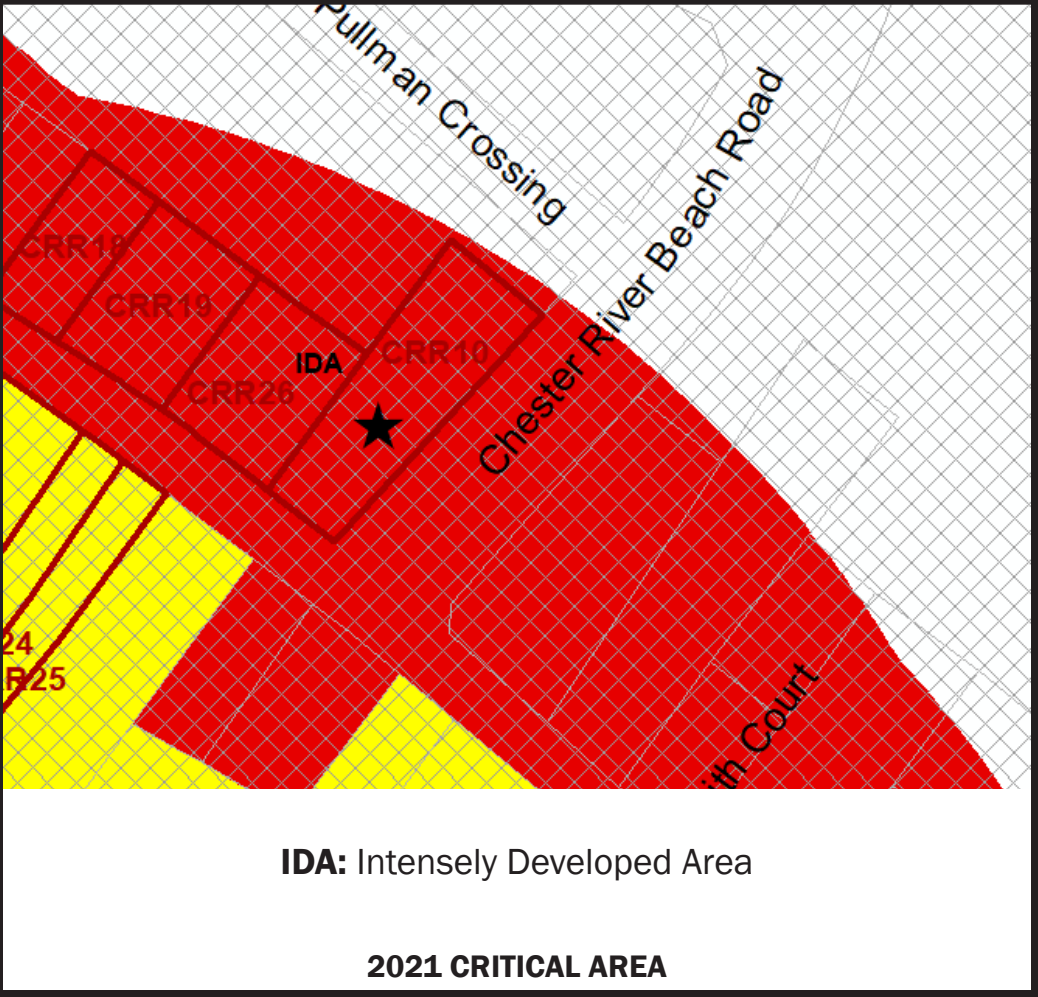 Pullman Crossing
Chester River Beach Road
CRR18
CRR19
IDA
CRR10
CRR26
24
R25
ith Court
IDA: Intensely Developed Area
2021 CRITICAL AREA